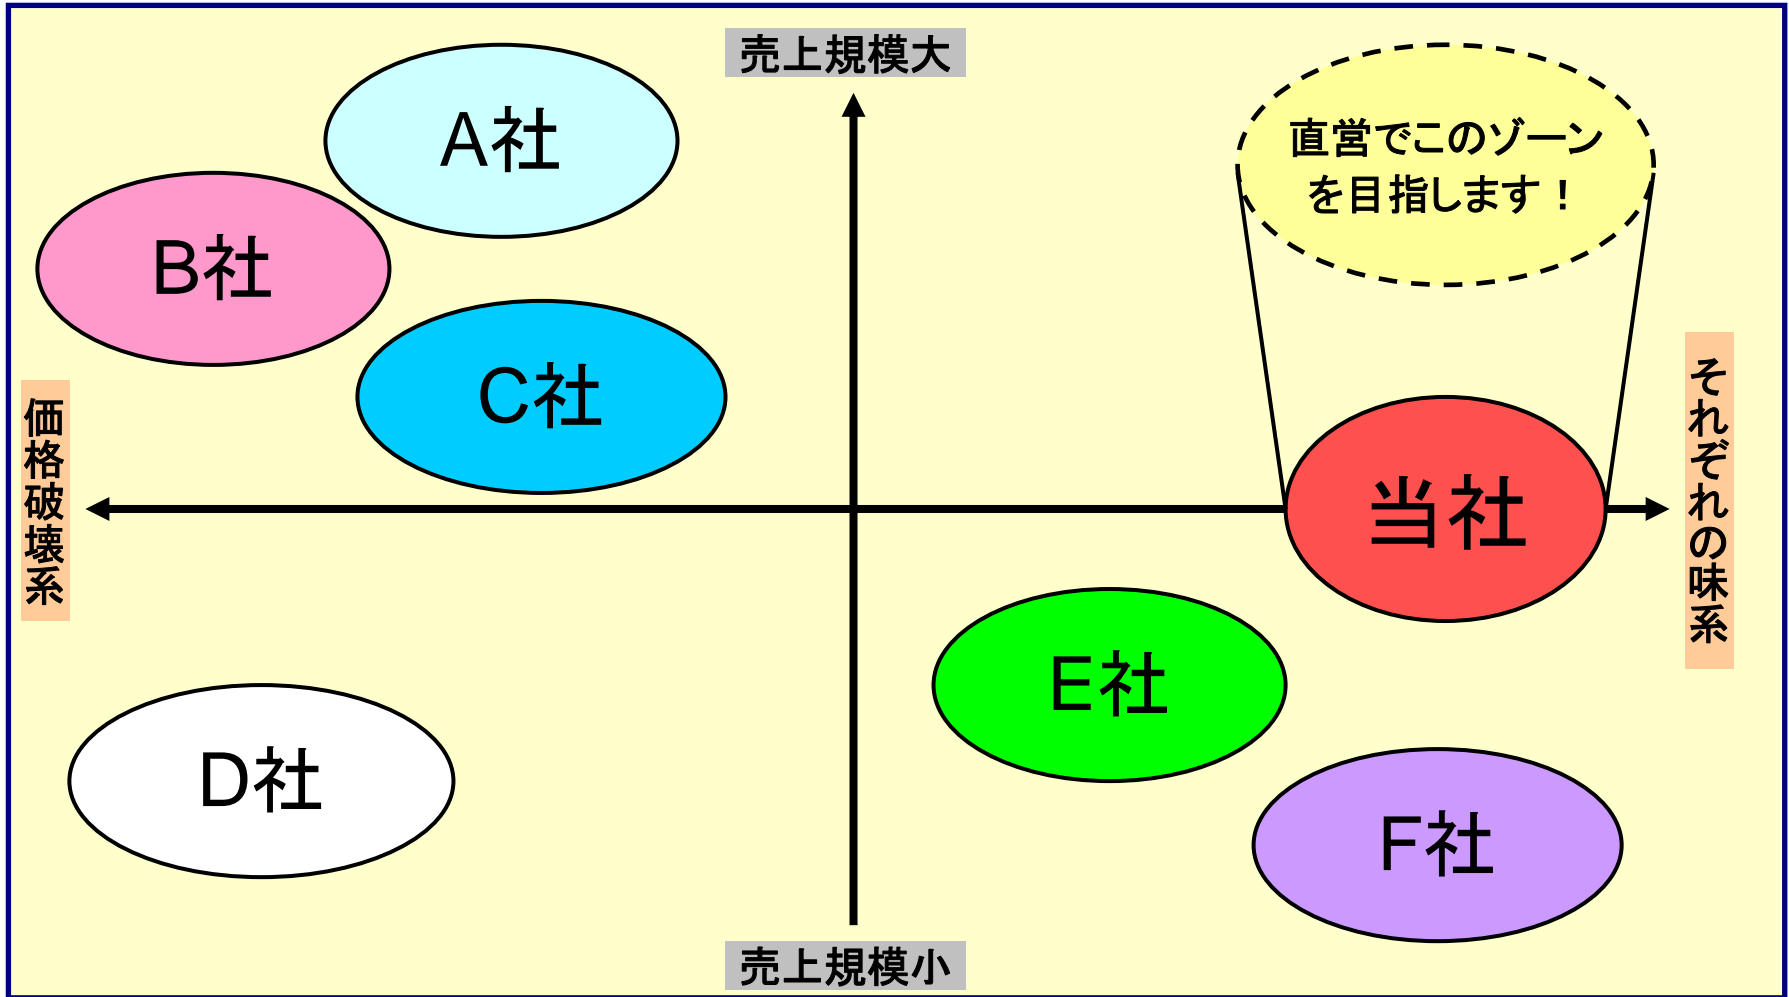 売上規模大
A社
直営でこのゾーン
を目指します！
B社
C社
価格破壊系
それぞれの味系
当社
E社
D社
F社
売上規模小